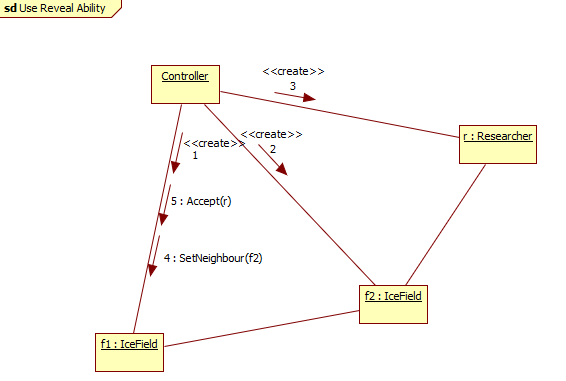 sd Use Reveal Ability
Controller
<<create>>
3
<<create>>
1
<<create>>
2
r : Researcher
5 : Accept(r)
4 : SetNeighbour(f2)
f2 : IceField
f1 : IceField